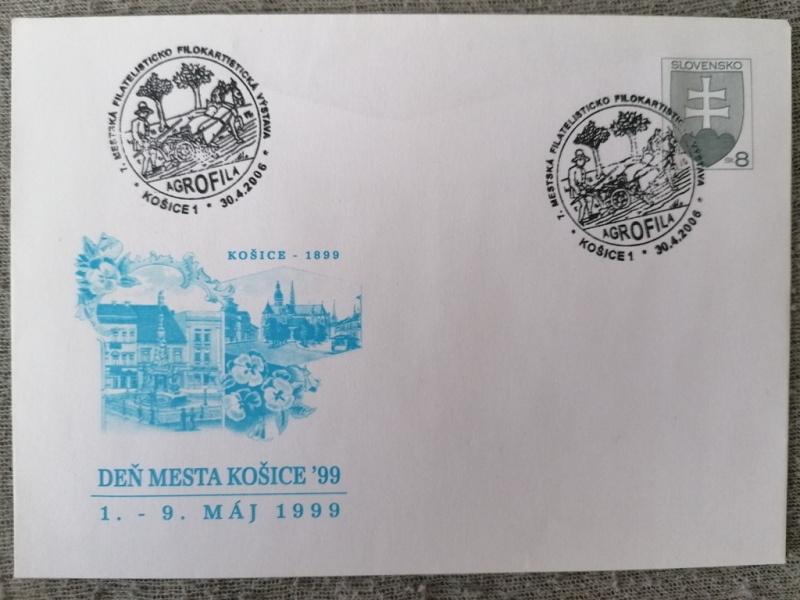 7. MESTSKÁ FILATELISTICKO FILOKARTISTICKÁ VÝSTAVA
AGROFILA
* KOŠICE 1 * 30.4.2006 *
SLOVENSKO
Sk 8
7. MESTSKÁ FILATELISTICKO FILOKARTISTICKÁ VÝSTAVA
AGROFILA
* KOŠICE 1 * 30.4.2006 *
KOŠICE - 1899
DEŇ MESTA KOŠICE '99
1. - 9. MÁJ 1999